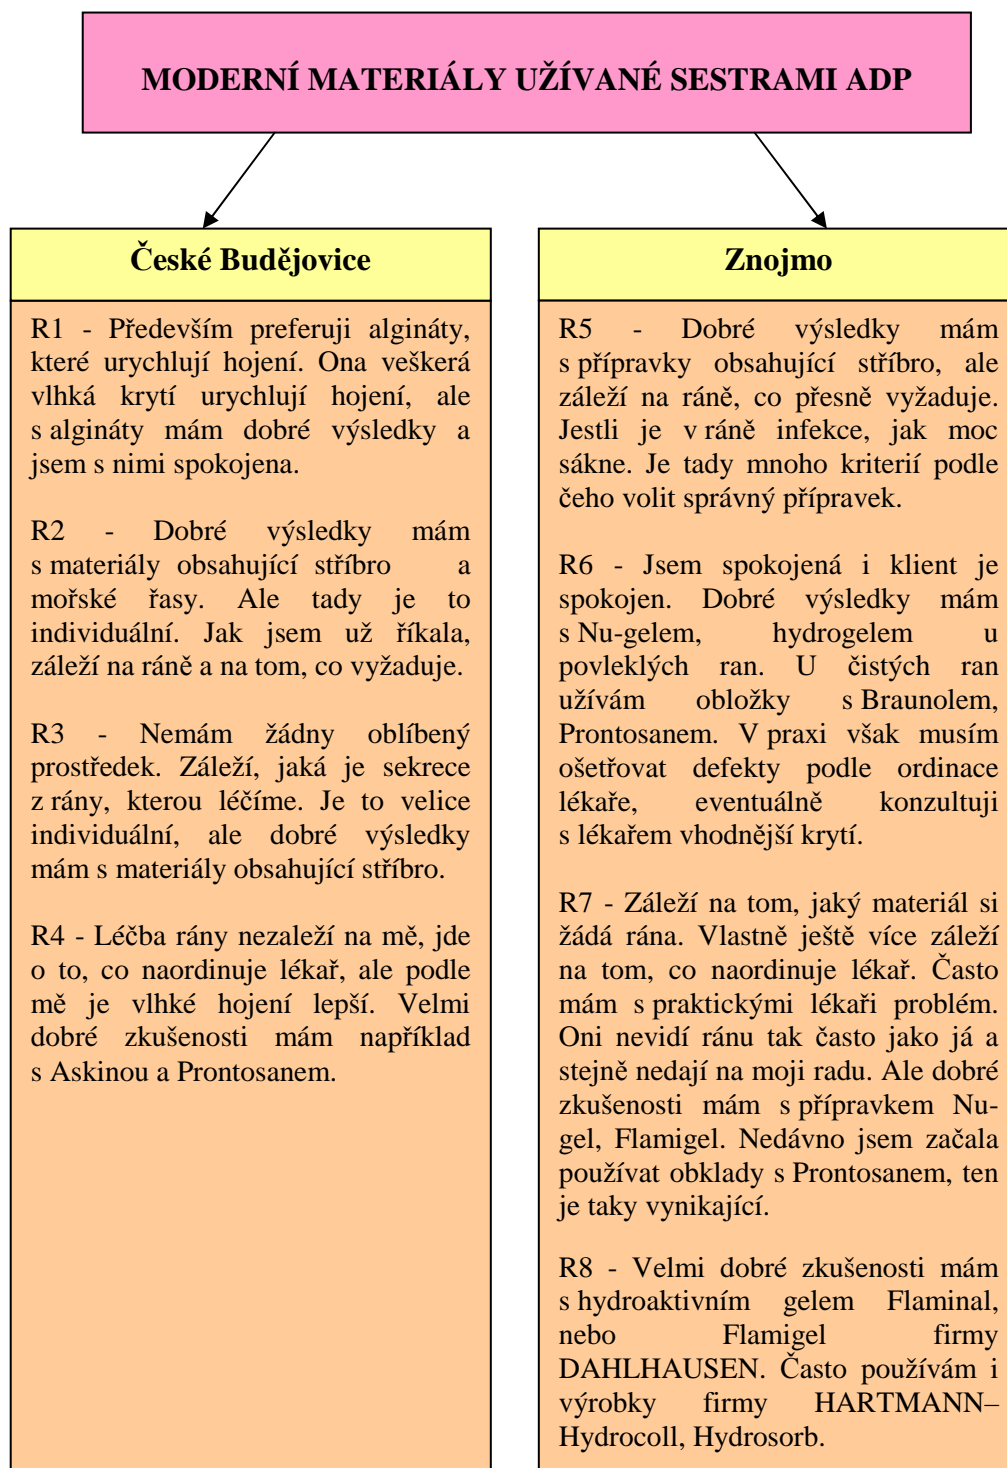 MODERNÍ MATERIÁLY UŽÍVANÉ SESTRAMI ADP
České Budějovice
R1 - Především preferuji algináty,
které urychlují hojení. Ona veškerá
vlhká krytí urychlují hojení, ale
s algináty mám dobré výsledky a
jsem s nimi spokojena.
R2 - Dobré výsledky mám
s materiály obsahující stříbro a
mořské řasy. Ale tady je to
individuální. Jak jsem už říkala,
záleží na ráně a na tom, co vyžaduje.
R3 - Nemám žádny oblíbený
prostředek. Záleží, jaká je sekrece
z rány, kterou léčíme. Je to velice
individuální, ale dobré výsledky
mám s materiály obsahující stříbro.
R4 - Léčba rány nezaleží na mě, jde
o to, co naordinuje lékař, ale podle
mě je vlhké hojení lepší. Velmi
dobré zkušenosti mám například
s Askinou a Prontosanem.
Znojmo
R5 - Dobré výsledky mám
s přípravky obsahující stříbro, ale
záleží na ráně, co přesně vyžaduje.
Jestli je v ráně infekce, jak moc
sákne. Je tady mnoho kriterií podle
čeho volit správný přípravek.
R6 - Jsem spokojená i klient je
spokojen. Dobré výsledky mám
s Nu-gelem, hydrogelem u
povleklých ran. U čistých ran
užívám obložky s Braunolem,
Prontosanem. V praxi však musím
ošetřovat defekty podle ordinace
lékaře, eventuálně konzultuji
s lékařem vhodnější krytí.
R7 - Záleží na tom, jaký materiál si
žádá rána. Vlastně ještě více záleží
na tom, co naordinuje lékař. Často
mám s praktickými lékaři problém.
Oni nevidí ránu tak často jako já a
stejně nedají na moji radu. Ale dobré
zkušenosti mám s přípravkem Nu-
gel, Flamigel. Nedávno jsem začala
používat obklady s Prontosanem, ten
je taky vynikající.
R8 - Velmi dobré zkušenosti mám
s hydroaktivním gelem Flaminal,
nebo Flamigel firmy
DAHLHAUSEN. Často používám i
výrobky firmy HARTMANN–
Hydrocoll, Hydrosorb.